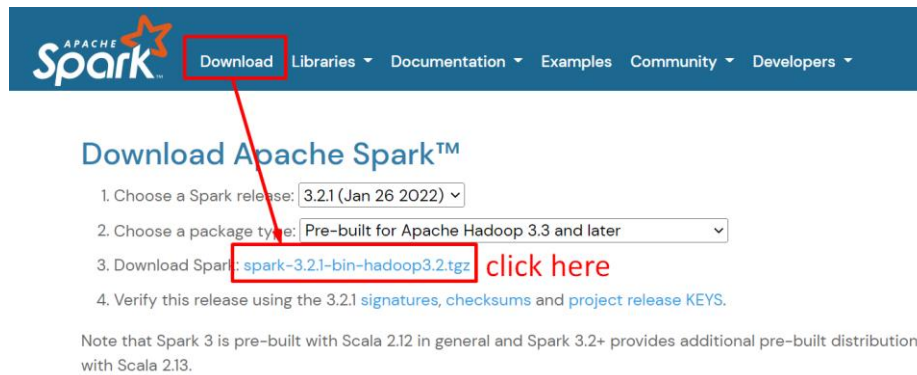 APACHE
Spark™
Download Libraries Documentation Examples Community Developers
Download Apache Spark™
1. Choose a Spark release: 3.2.1 (Jan 26 2022)
2. Choose a package type: Pre-built for Apache Hadoop 3.3 and later
3. Download Spark: spark-3.2.1-bin-hadoop3.2.tgz click here
4. Verify this release using the 3.2.1 signatures, checksums and project release KEYS.
Note that Spark 3 is pre-built with Scala 2.12 in general and Spark 3.2+ provides additional pre-built distribution
with Scala 2.13.